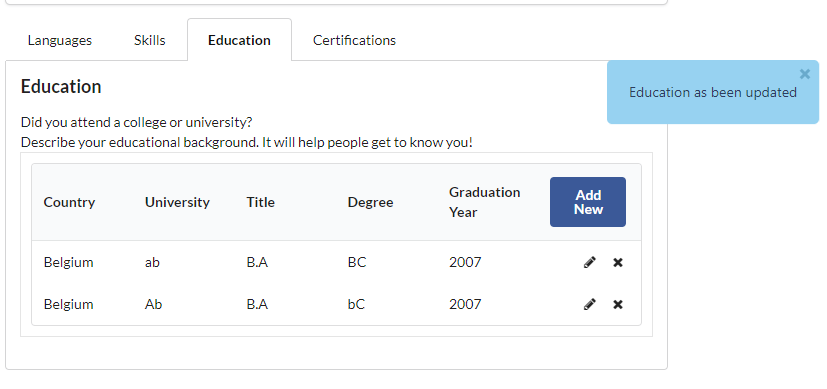 Languages Skills Education Certifications
Education
Education as been updated
Did you attend a college or university?
Describe your educational background. It will help people get to know you!
Country University Title Degree Graduation Year Add New
Belgium ab B.A BC 2007
Belgium Ab B.A bC 2007